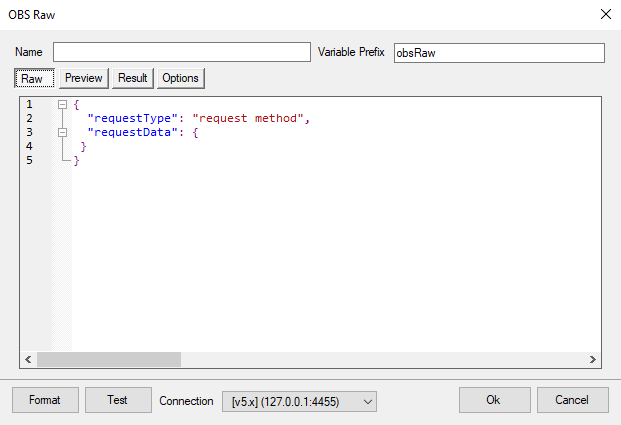 OBS Raw
Name Variable Prefix obsRaw
Raw Preview Result Options
1 {
2 "requestType": "request method",
3 "requestData": {
4 }
5 }
Format Test Connection [v5.x] (127.0.0.1:4455) Ok Cancel